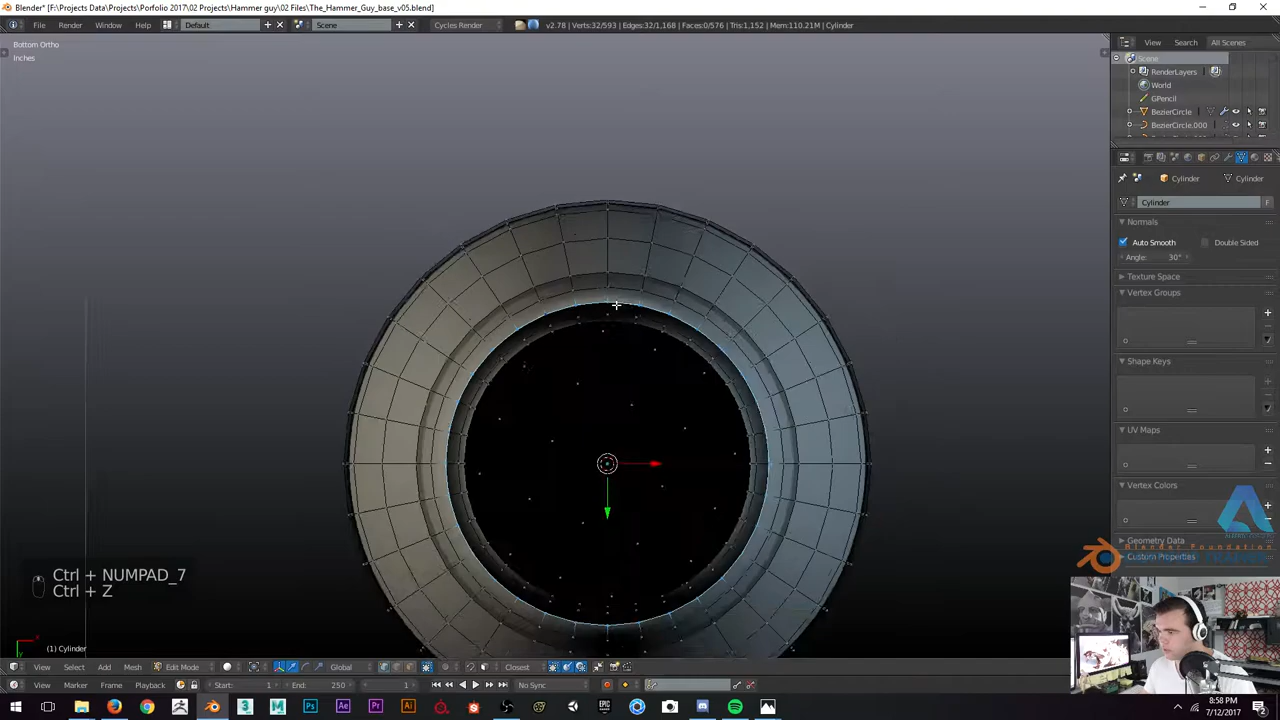 Blender* [F:\Projects Data\Projects\Porfolio 2017\02 Projects\Hammer guy\02 Files\The_Hammer_Guy_base_v05.blend]
File Render Window Help Default Scene Cycles Render v2.78 | Verts:32/593 | Edges:32/1,168 | Faces:0/576 | Tris:1,152 | Mem:110.21M | Cylinder
Bottom Ortho
Inches
View Search All Scenes
Scene
RenderLayers
World
GPencil
BezierCircle
BezierCircle.000
Cylinder Cylinder
Cylinder F
Normals
Auto Smooth Double Sided
Angle: 30°
Texture Space
Vertex Groups
Shape Keys
UV Maps
Vertex Colors
Geometry Data
Blender Foundation
Custom Properties
Ctrl + NUMPAD_7
Ctrl + Z
(1) Cylinder
View Select Add Mesh Edit Mode Global Closest
View Marker Frame Playback Start: 1 End: 250 1 No Sync
8:58 PM
7/12/2017